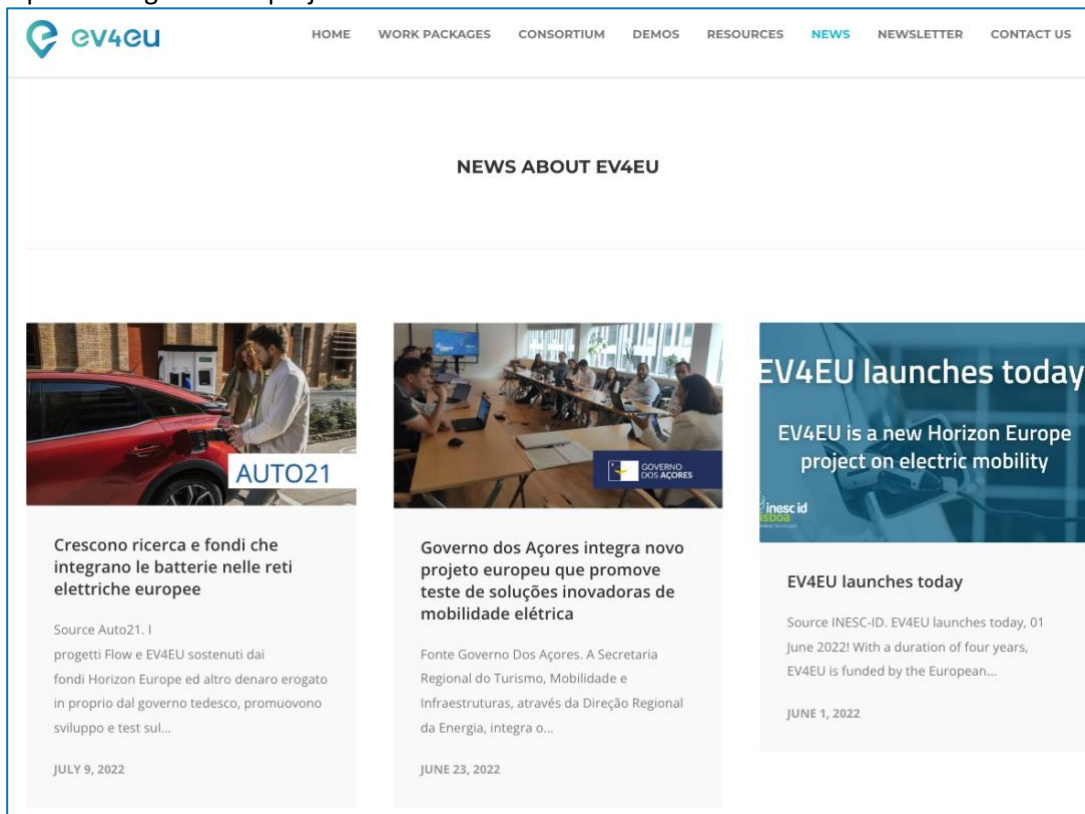 ev4eu
HOME WORK PACKAGES CONSORTIUM DEMOS RESOURCES NEWS NEWSLETTER CONTACT US
NEWS ABOUT EV4EU
AUTO21
Crescono ricerca e fondi che
integrano le batterie nelle reti
elettriche europee
Source Auto21. I
progetti Flow e EV4EU sostenuti dai
fondi Horizon Europe ed altro denaro erogato
in proprio dal governo tedesco, promuovono
sviluppo e test sul...
JULY 9, 2022
GOVERNO
DOS AÇORES
Governo dos Açores integra novo
projeto europeu que promove
teste de soluções inovadoras de
mobilidade elétrica
Fonte Governo Dos Açores. A Secretaria
Regional do Turismo, Mobilidade e
Infraestruturas, através da Direção Regional
da Energia, integra o...
JUNE 23, 2022
EV4EU launches today
EV4EU is a new Horizon Europe
project on electric mobility
inesc id
lisboa
EV4EU launches today
Source INESC-ID. EV4EU launches today, 01
June 2022! With a duration of four years,
EV4EU is funded by the European...
JUNE 1, 2022